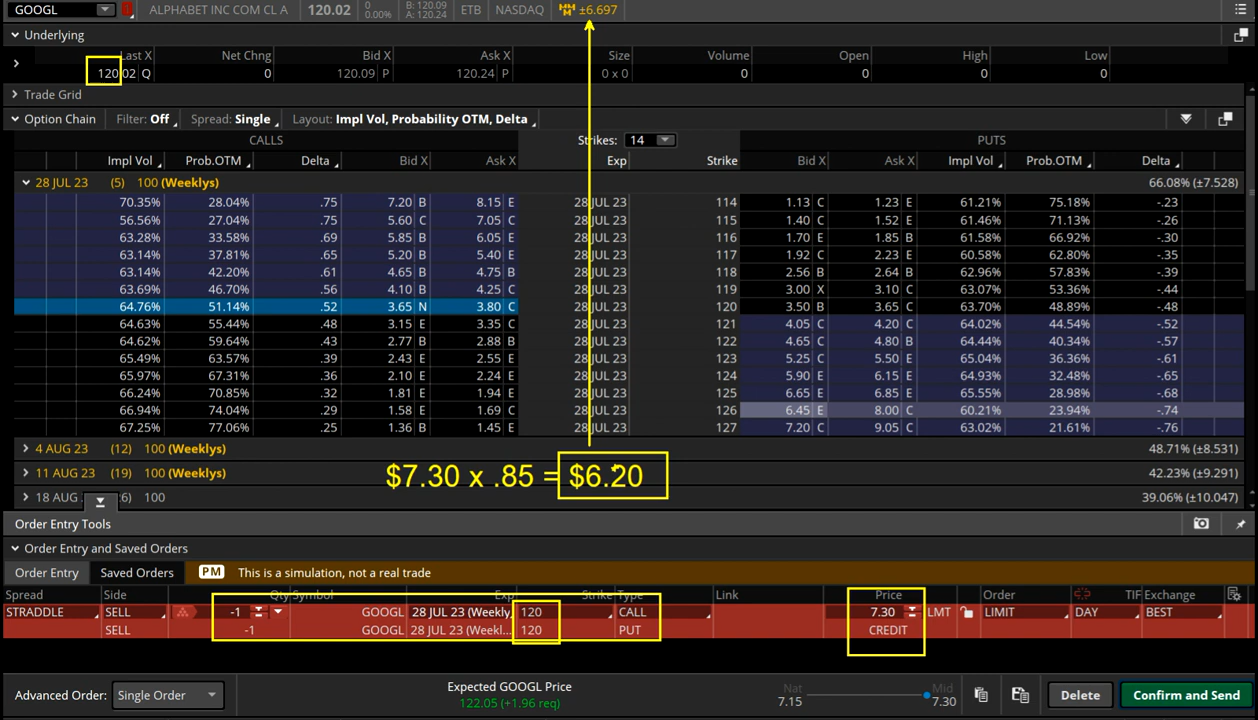 GOOGL ALPHABET INC COM CL A 120.02 0 0.00% B: 120.09 A: 120.24 ETB NASDAQ ±6.697
Underlying
Last X Net Chng Bid X Ask X Size Volume Open High Low
120.02 Q 0 120.09 P 120.24 P 0 x 0 0 0 0 0
Trade Grid
Option Chain Filter: Off Spread: Single Layout: Impl Vol, Probability OTM, Delta
CALLS Strikes: 14 PUTS
Impl Vol Prob.OTM Delta Bid X Ask X Exp Strike Bid X Ask X Impl Vol Prob.OTM Delta
28 JUL 23 (5) 100 (Weeklys) 66.08% (±7.528)
70.35% 28.04% .75 7.20 B 8.15 E 28 JUL 23 114 1.13 C 1.23 E 61.21% 75.18% -.23
56.56% 27.04% .75 5.60 C 7.05 C 28 JUL 23 115 1.40 C 1.52 E 61.46% 71.13% -.26
63.28% 33.58% .69 5.85 B 6.05 E 28 JUL 23 116 1.70 E 1.85 B 61.58% 66.92% -.30
63.14% 37.81% .65 5.20 B 5.40 E 28 JUL 23 117 1.92 C 2.23 E 60.58% 62.80% -.35
63.14% 42.20% .61 4.65 B 4.75 B 28 JUL 23 118 2.56 B 2.64 B 62.96% 57.83% -.39
63.69% 46.70% .56 4.10 B 4.25 C 28 JUL 23 119 3.00 X 3.10 C 63.07% 53.36% -.44
64.76% 51.14% .52 3.65 N 3.80 C 28 JUL 23 120 3.50 B 3.65 C 63.70% 48.89% -.48
64.63% 55.44% .48 3.15 E 3.35 C 28 JUL 23 121 4.05 C 4.20 C 64.02% 44.54% -.52
64.62% 59.64% .43 2.77 B 2.88 B 28 JUL 23 122 4.65 C 4.80 B 64.44% 40.34% -.57
65.49% 63.57% .39 2.43 E 2.55 E 28 JUL 23 123 5.25 C 5.50 E 65.04% 36.36% -.61
65.97% 67.31% .36 2.10 E 2.24 E 28 JUL 23 124 5.90 E 6.15 E 64.93% 32.48% -.65
66.24% 70.85% .32 1.81 E 1.94 E 28 JUL 23 125 6.65 E 6.85 E 65.55% 28.98% -.68
66.94% 74.04% .29 1.58 E 1.69 C 28 JUL 23 126 6.45 E 8.00 C 60.21% 23.94% -.74
67.25% 77.06% .25 1.36 B 1.45 E 28 JUL 23 127 7.20 C 9.05 C 63.02% 21.61% -.76
4 AUG 23 (12) 100 (Weeklys) 48.71% (±8.531)
11 AUG 23 (19) 100 (Weeklys) 42.23% (±9.291)
$7.30 x .85 = $6.20
18 AUG 6) 100 39.06% (±10.047)
Order Entry Tools
Order Entry and Saved Orders
Order Entry Saved Orders PM This is a simulation, not a real trade
Spread Side Qty Symbol Exp Strike Type Link Price Order TIF Exchange
STRADDLE SELL -1 GOOGL 28 JUL 23 (Weekly, 120 CALL 7.30 LMT LIMIT DAY BEST
SELL -1 GOOGL 28 JUL 23 (Weekl... 120 PUT CREDIT
Advanced Order: Single Order Expected GOOGL Price Nat Mid Delete Confirm and Send
122.05 (+1.96 req) 7.15 7.30